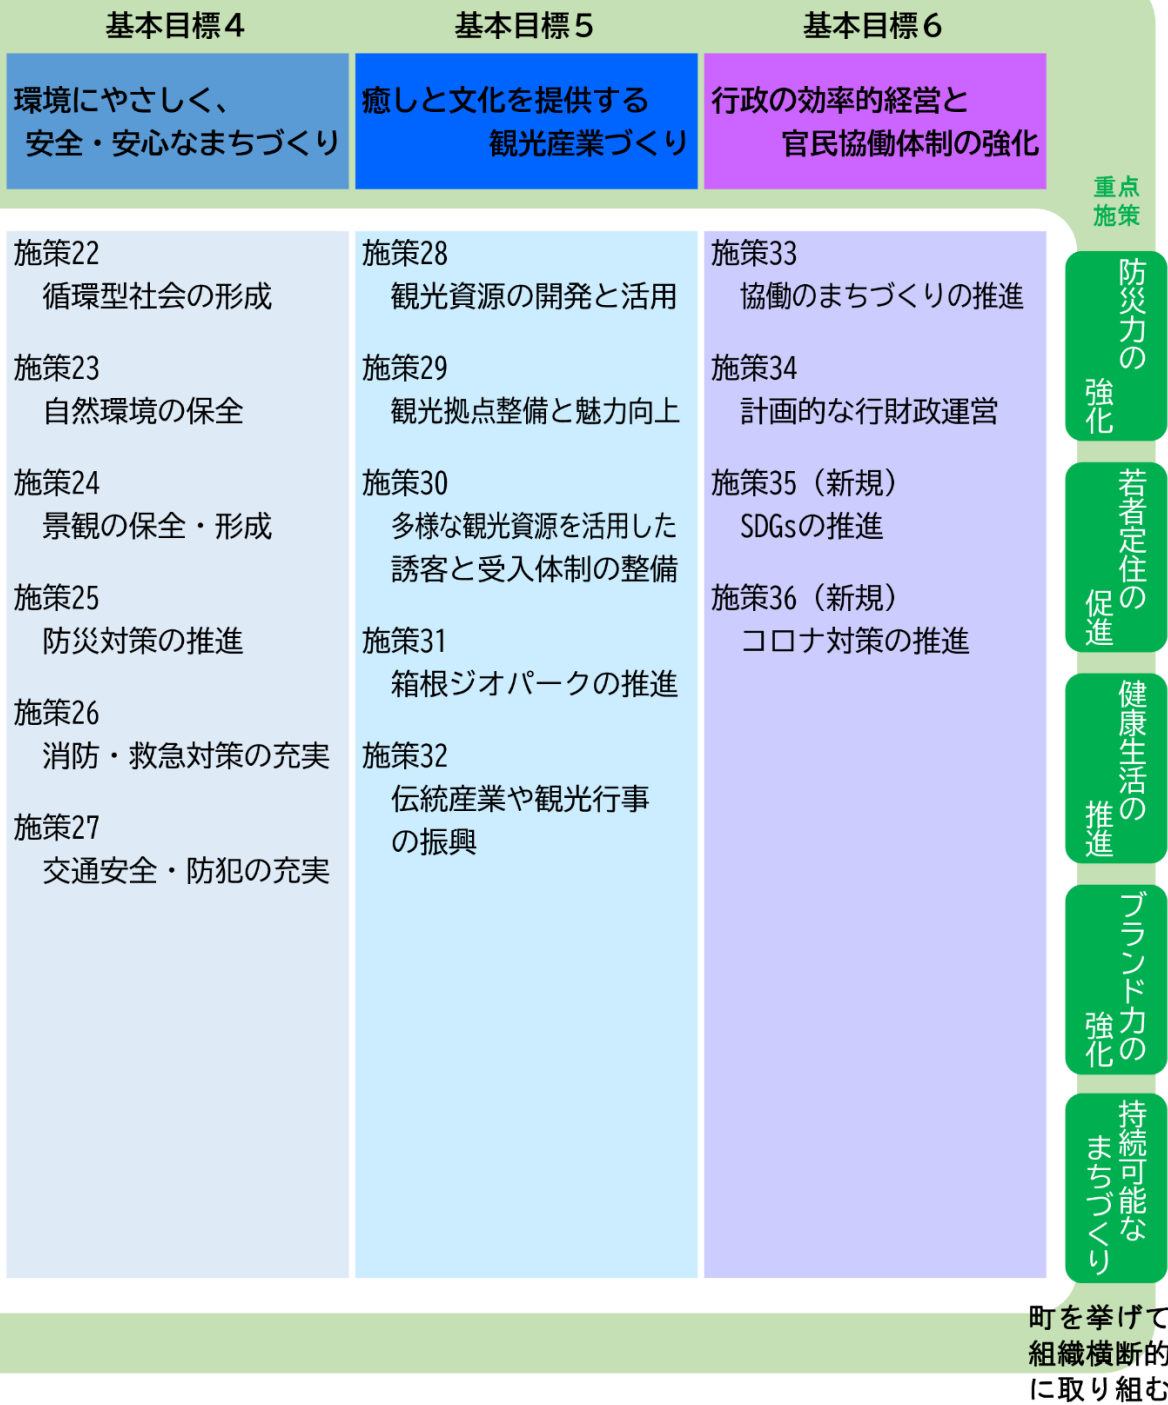 基本目標４
環境にやさしく、
安全・安心なまちづくり
施策22
循環型社会の形成
施策23
自然環境の保全
施策24
景観の保全・形成
施策25
防災対策の推進
施策26
消防・救急対策の充実
施策27
交通安全・防犯の充実
基本目標５
癒しと文化を提供する
観光産業づくり
施策28
観光資源の開発と活用
施策29
観光拠点整備と魅力向上
施策30
多様な観光資源を活用した
誘客と受入体制の整備
施策31
箱根ジオパークの推進
施策32
伝統産業や観光行事
の振興
基本目標６
行政の効率的経営と
官民協働体制の強化
施策33
協働のまちづくりの推進
施策34
計画的な行財政運営
施策35（新規）
SDGsの推進
施策36（新規）
コロナ対策の推進
重点
施策
防災力の
強化
若者定住の
促進
健康生活の
推進
ブランド力の
強化
持続可能な
まちづくり
町を挙げて
組織横断的
に取り組む